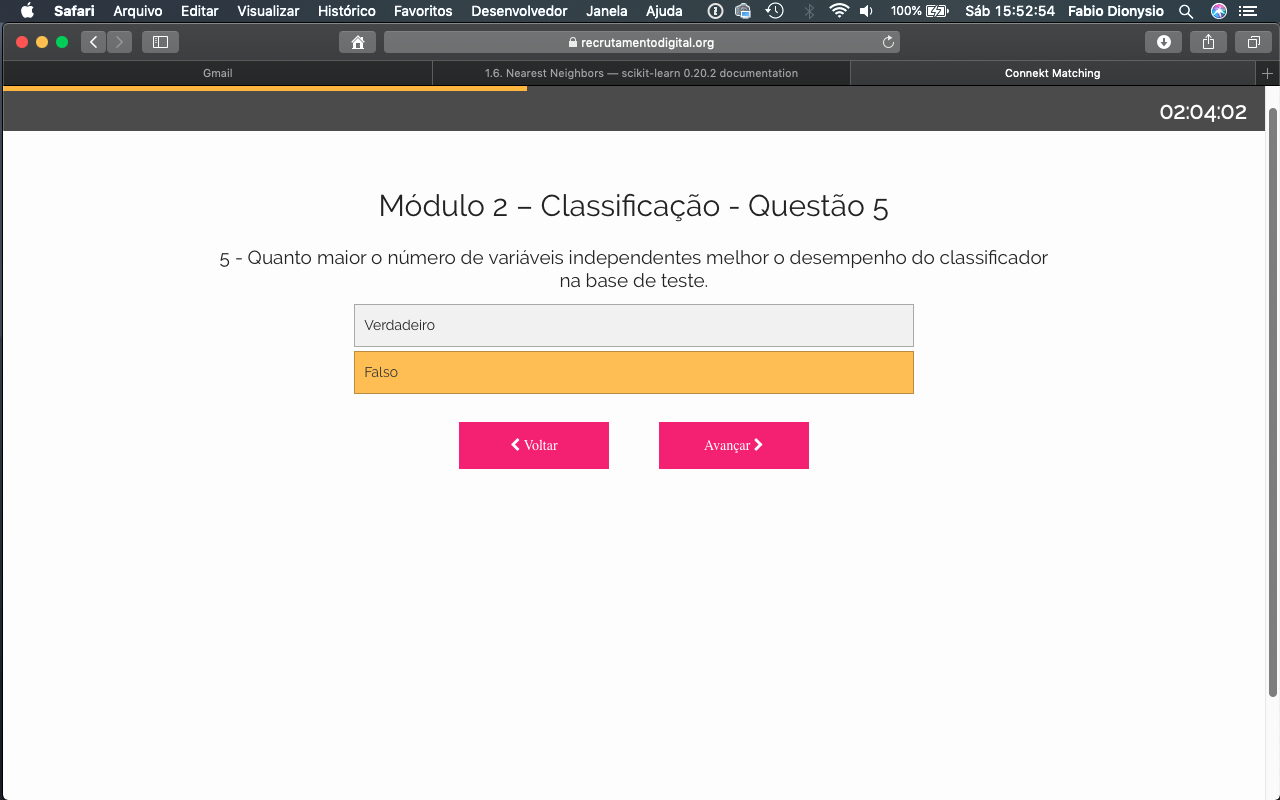 Safari Arquivo Editar Visualizar Histórico Favoritos Desenvolvedor Janela Ajuda 100% Sáb 15:52:54 Fabio Dionysio
recrutamentodigital.org
Gmail 1.6. Nearest Neighbors — scikit-learn 0.20.2 documentation Connekt Matching
02:04:02
Módulo 2 – Classificação - Questão 5
5 - Quanto maior o número de variáveis independentes melhor o desempenho do classificador
na base de teste.
Verdadeiro
Falso
Voltar Avançar